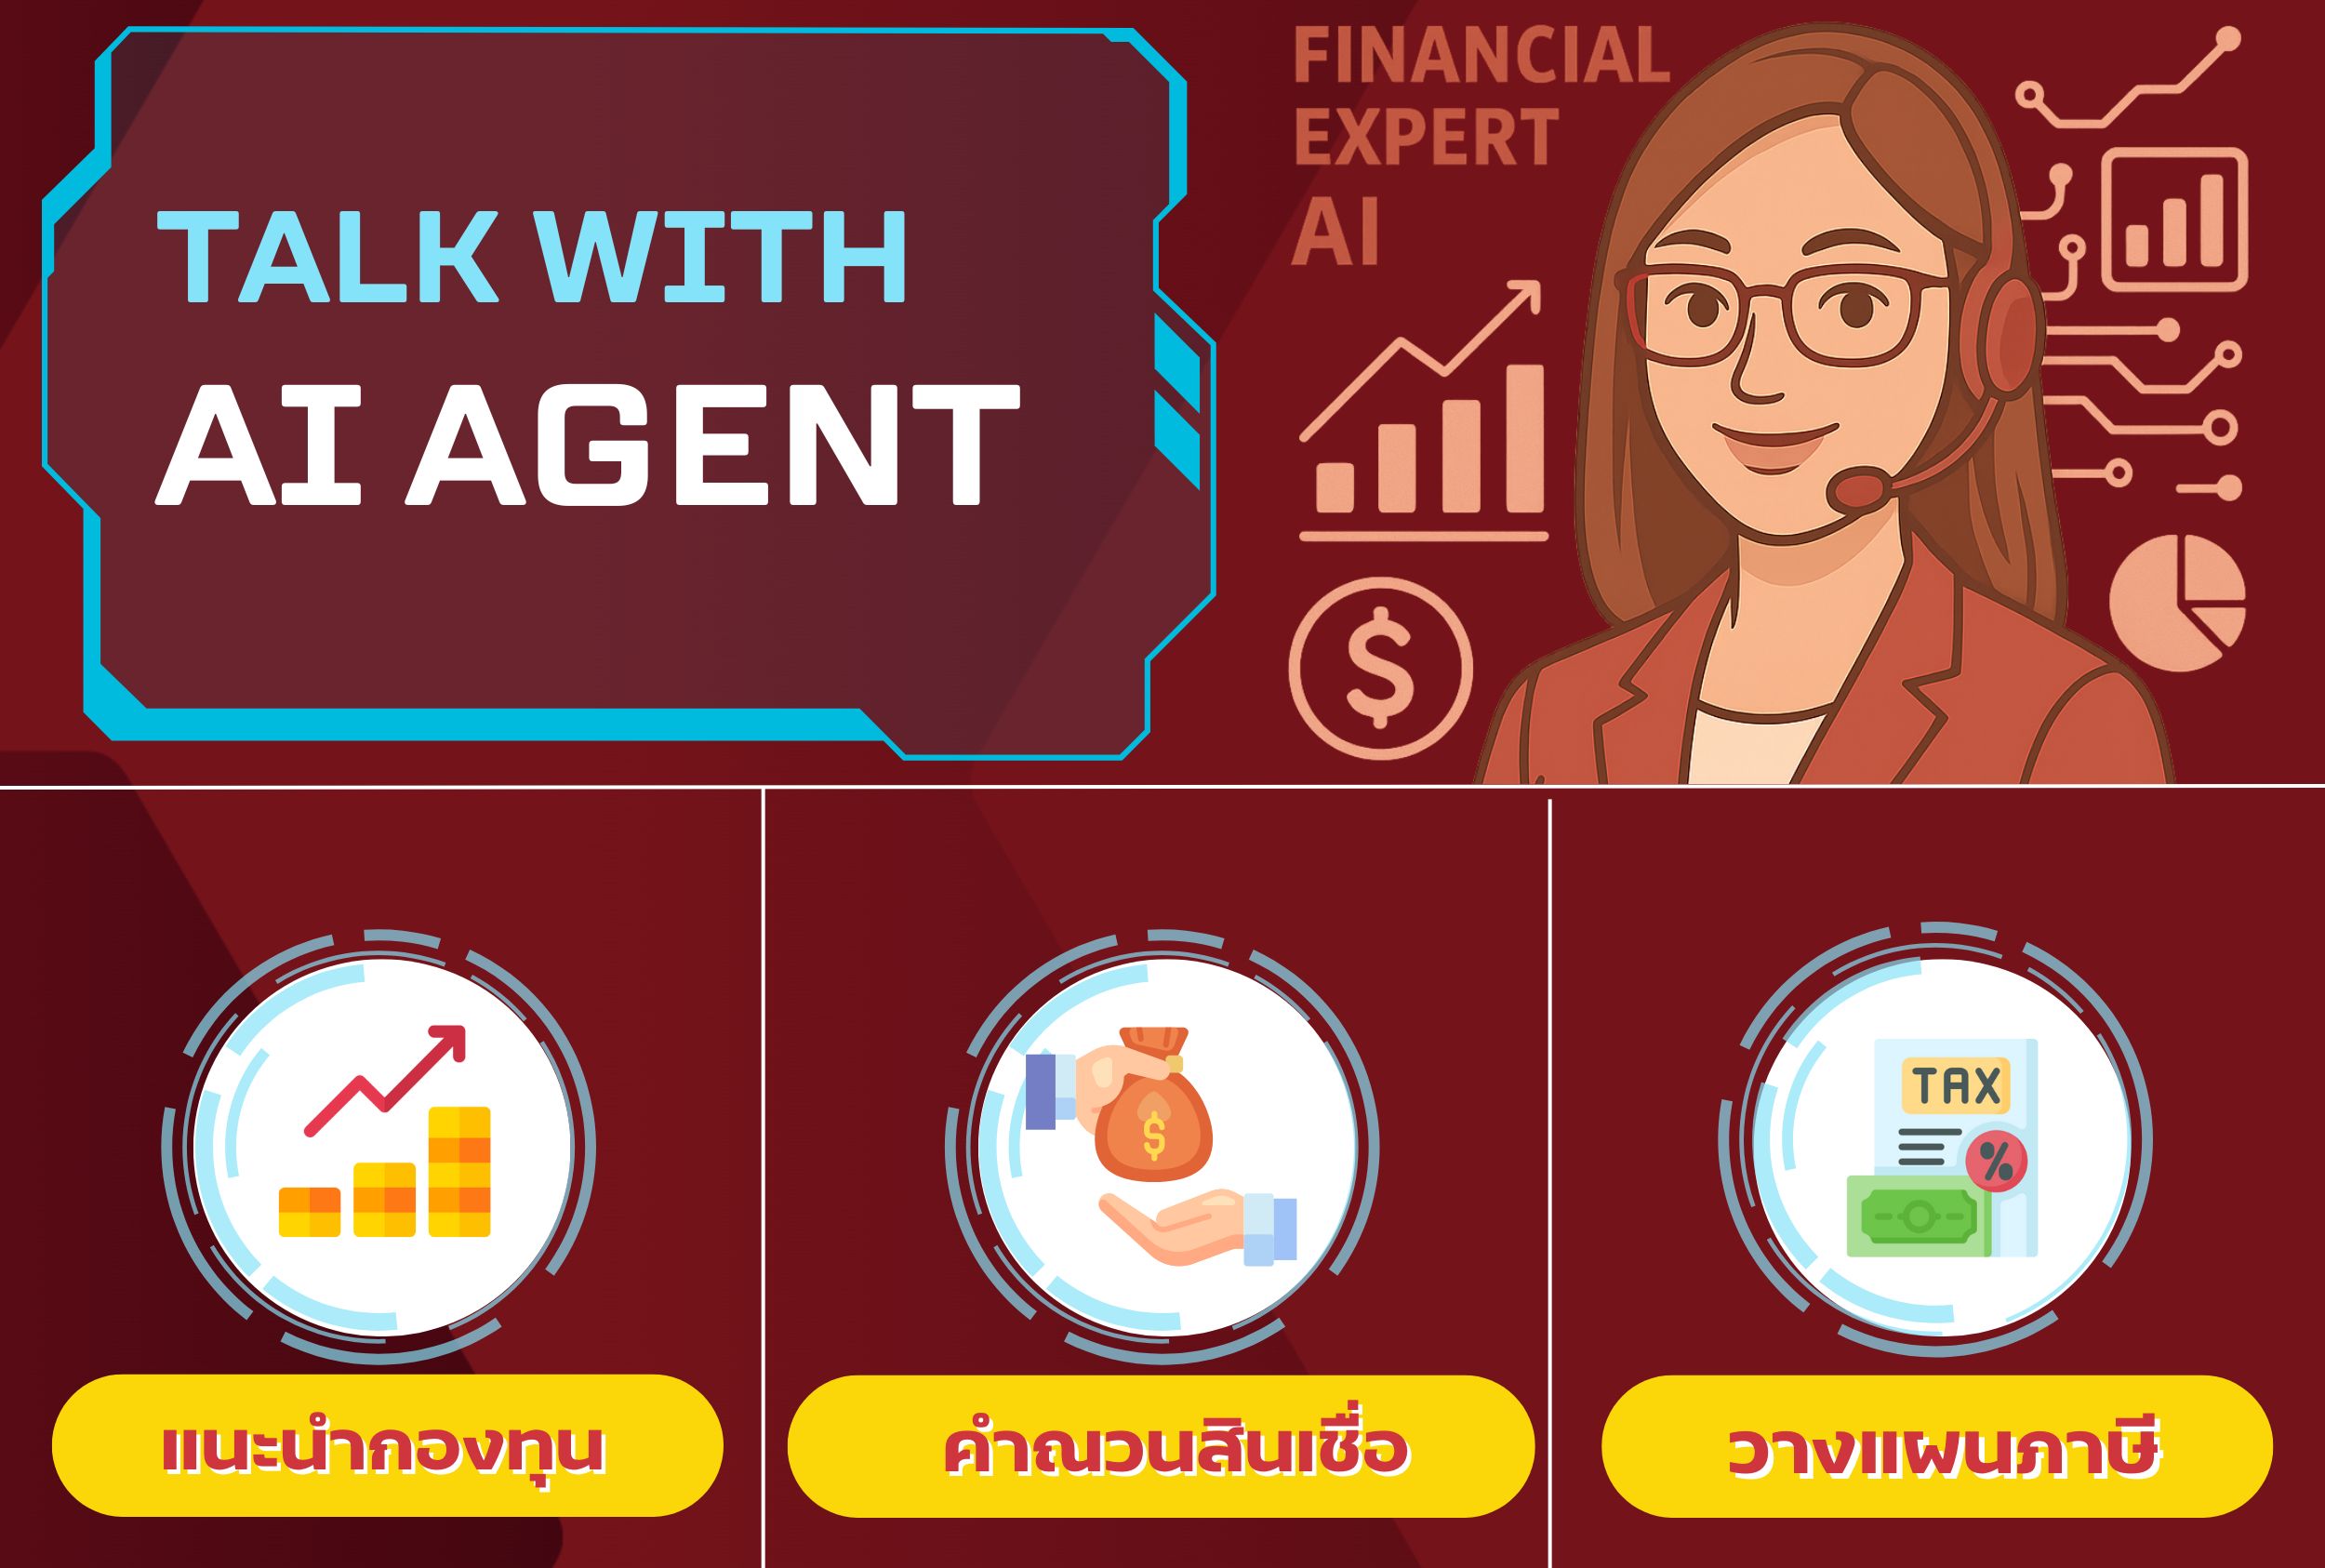 TALK WITH
AI AGENT
FINANCIAL
EXPERT
AI
$
$
TAX
%
แนะนำกองทุน
คำณวนสินเชื่อ
วางแผนภาษี